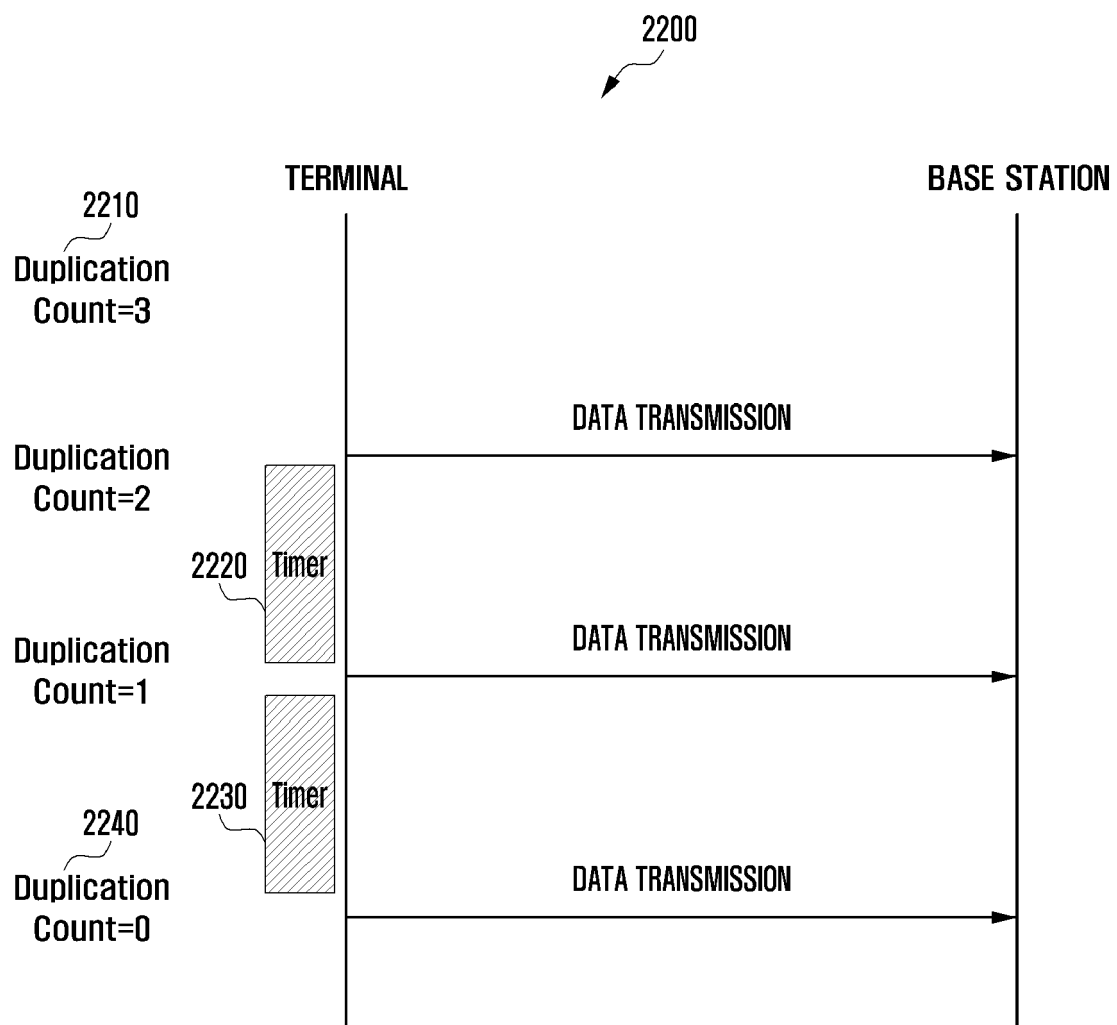 2200
TERMINAL
BASE STATION
2210
Duplication
Count=3
DATA TRANSMISSION
Duplication
Count=2
2220
Timer
DATA TRANSMISSION
Duplication
Count=1
2230
Timer
2240
Duplication
Count=0
DATA TRANSMISSION